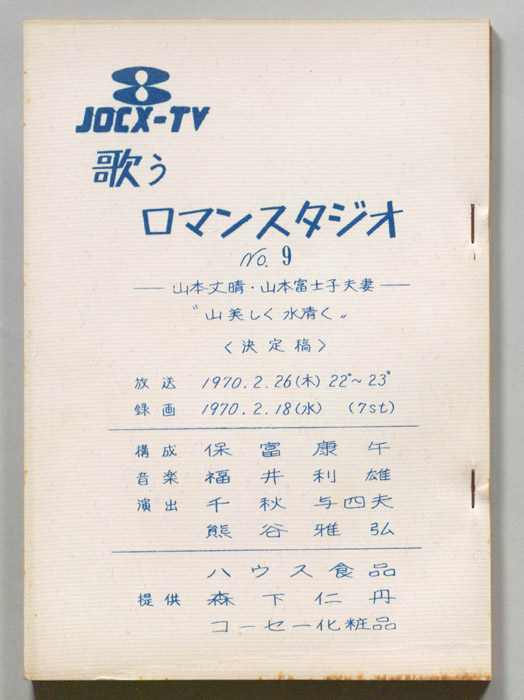 8
JOCX-TV
歌う
ロマンスタジオ
No. 9
── 山本丈晴・山本富士子夫妻 ──
〝山美しく水清く〟
〈決定稿〉
放送 1970.2.26(木) 22°~23°
録画 1970.2.18(水) (7st)
構成 保富康午
音楽 福井利雄
演出 千秋与四夫
熊谷雅弘
ハウス食品
提供 森下仁丹
コーセー化粧品